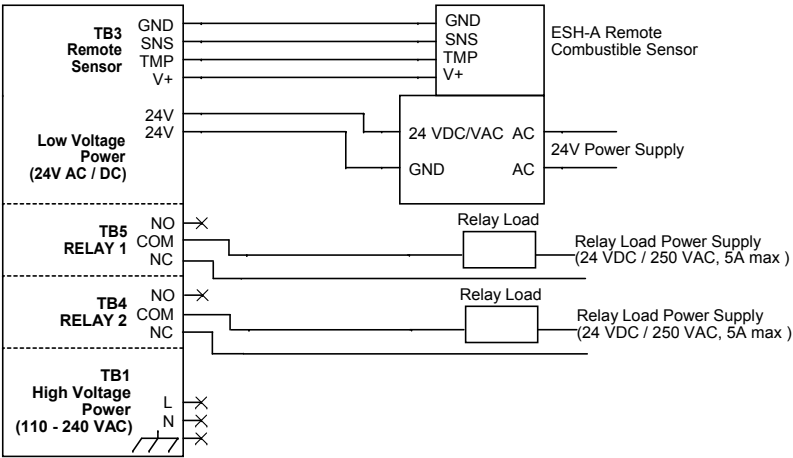 TB3
Remote
Sensor
GND
SNS
TMP
V+
GND
SNS
TMP
V+
ESH-A Remote
Combustible Sensor
Low Voltage
Power
(24V AC / DC)
24V
24V
24 VDC/VAC AC
GND AC
24V Power Supply
TB5
RELAY 1
NO
COM
NC
Relay Load
Relay Load Power Supply
(24 VDC / 250 VAC, 5A max )
TB4
RELAY 2
NO
COM
NC
Relay Load
Relay Load Power Supply
(24 VDC / 250 VAC, 5A max )
TB1
High Voltage
Power
(110 - 240 VAC)
L
N